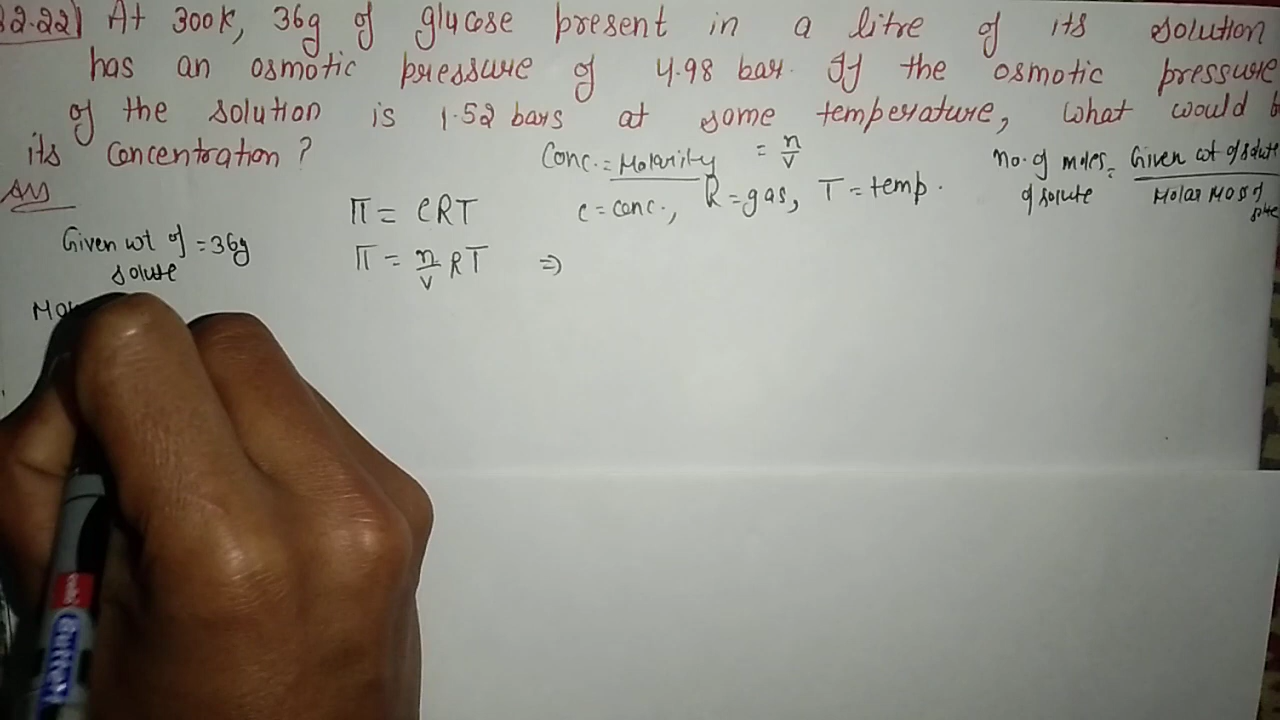 2.22) At 300K, 36g of glucose present in a litre of its solution
has an osmotic pressure of 4.98 bar. If the osmotic pressure
of the solution is 1.52 bars at some temperature, what would b
its concentration?
Conc. = Molarity = n/v
no. of moles of solute = Given wt of solute / Molar Mass of solute
Ans
Π = CRT
c = conc., R = gas, T = temp.
Given wt of solute = 36g
Π = n/v RT ⇒
Mol